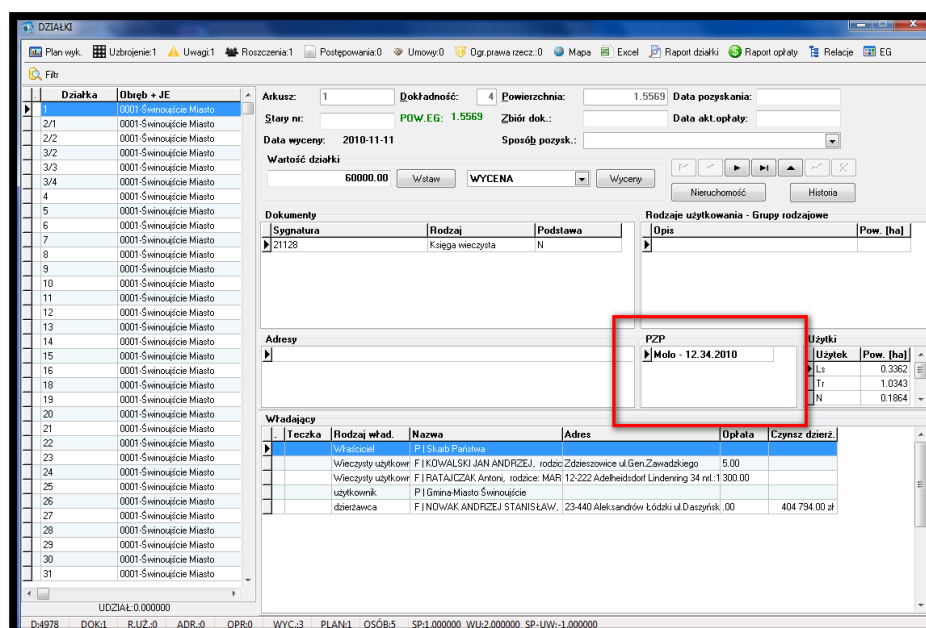 DZIAŁKI
Plan wyk. Uzbrojenie:1 Uwagi:1 Roszczenia:1 Postępowania:0 Umowy:0 Ogr.prawa rzecz.:0 Mapa Excel Raport działki Raport opłaty Relacje EG
Filtr
. Działka Obręb + JE
1 0001-Świnoujście Miasto
2/1 0001-Świnoujście Miasto
2/2 0001-Świnoujście Miasto
3/2 0001-Świnoujście Miasto
3/3 0001-Świnoujście Miasto
3/4 0001-Świnoujście Miasto
4 0001-Świnoujście Miasto
5 0001-Świnoujście Miasto
6 0001-Świnoujście Miasto
7 0001-Świnoujście Miasto
8 0001-Świnoujście Miasto
9 0001-Świnoujście Miasto
10 0001-Świnoujście Miasto
11 0001-Świnoujście Miasto
12 0001-Świnoujście Miasto
13 0001-Świnoujście Miasto
14 0001-Świnoujście Miasto
15 0001-Świnoujście Miasto
16 0001-Świnoujście Miasto
18 0001-Świnoujście Miasto
19 0001-Świnoujście Miasto
20 0001-Świnoujście Miasto
21 0001-Świnoujście Miasto
22 0001-Świnoujście Miasto
23 0001-Świnoujście Miasto
24 0001-Świnoujście Miasto
25 0001-Świnoujście Miasto
26 0001-Świnoujście Miasto
27 0001-Świnoujście Miasto
28 0001-Świnoujście Miasto
29 0001-Świnoujście Miasto
30 0001-Świnoujście Miasto
31 0001-Świnoujście Miasto
UDZIAŁ:0.000000
Arkusz: 1 Dokładność: 4 Powierzchnia: 1.5569 Data pozyskania:
Stary nr: POW.EG: 1.5569 Zbiór dok.: Data akt.opłaty:
Data wyceny: 2010-11-11 Sposób pozysk.:
Wartość działki
60000.00 Wstaw WYCENA Wyceny
Nieruchomość Historia
Dokumenty
Sygnatura Rodzaj Podstawa
21128 Księga wieczysta N
Rodzaje użytkowania - Grupy rodzajowe
Opis Pow. [ha]
Adresy
PZP
Molo - 12.34.2010
Użytki
Użytek Pow. [ha]
Ls 0.3362
Tr 1.0343
N 0.1864
Władający
. Teczka Rodzaj wład. Nazwa Adres Opłata Czynsz dzierż.
Właściciel P | Skarb Państwa
Wieczysty użytkowr F | KOWALSKI JAN ANDRZEJ, rodzic Zdzieszowice ul.Gen.Zawadzkiego 5.00
Wieczysty użytkowr F | RATAJCZAK Antoni, rodzice: MAR 12-222 Adelheidsdorf Lindenring 34 nrl.:1 300.00
użytkownik P | Gmina-Miasto Świnoujście
dzierżawca F | NOWAK ANDRZEJ STANISŁAW, 23-440 Aleksandrów Łódzki ul.Daszyńsk .00 404 794.00 zł
D:4978 DOK:1 R.UŻ.:0 ADR.:0 OPR:0 WYC.:3 PLAN:1 OSÓB:5 SP:1.000000 WU:2.000000 SP-UW:-1.000000